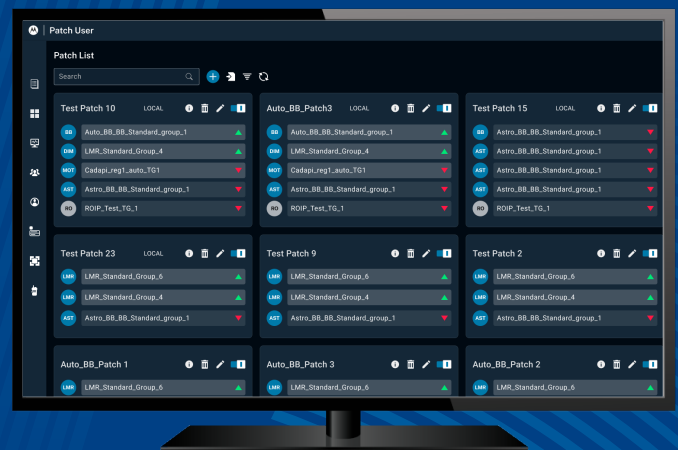 Patch User
Patch List
Search
Test Patch 10 LOCAL
BB Auto_BB_BB_Standard_group_1
DIM LMR_Standard_Group_4
MOT Cadapi_reg1_auto_TG1
AST Astro_BB_BB_Standard_group_1
RO ROIP_Test_TG_1
Auto_BB_Patch3 LOCAL
BB Auto_BB_BB_Standard_group_1
DIM LMR_Standard_Group_4
MOT Cadapi_reg1_auto_TG1
AST Astro_BB_BB_Standard_group_1
RO ROIP_Test_TG_1
Test Patch 15 LOCAL
BB Astro_BB_BB_Standard_group_1
AST Astro_BB_BB_Standard_group_1
AST Astro_BB_BB_Standard_group_1
AST Astro_BB_BB_Standard_group_1
RO ROIP_Test_TG_1
Test Patch 23 LOCAL
LMR LMR_Standard_Group_6
LMR LMR_Standard_Group_4
AST Astro_BB_BB_Standard_group_1
Test Patch 9
LMR LMR_Standard_Group_6
LMR LMR_Standard_Group_4
AST Astro_BB_BB_Standard_group_1
Test Patch 2
LMR LMR_Standard_Group_6
LMR LMR_Standard_Group_4
AST Astro_BB_BB_Standard_group_1
Auto_BB_Patch 1
LMR LMR_Standard_Group_6
Auto_BB_Patch 3
LMR LMR_Standard_Group_6
Auto_BB_Patch 2
LMR LMR_Standard_Group_6